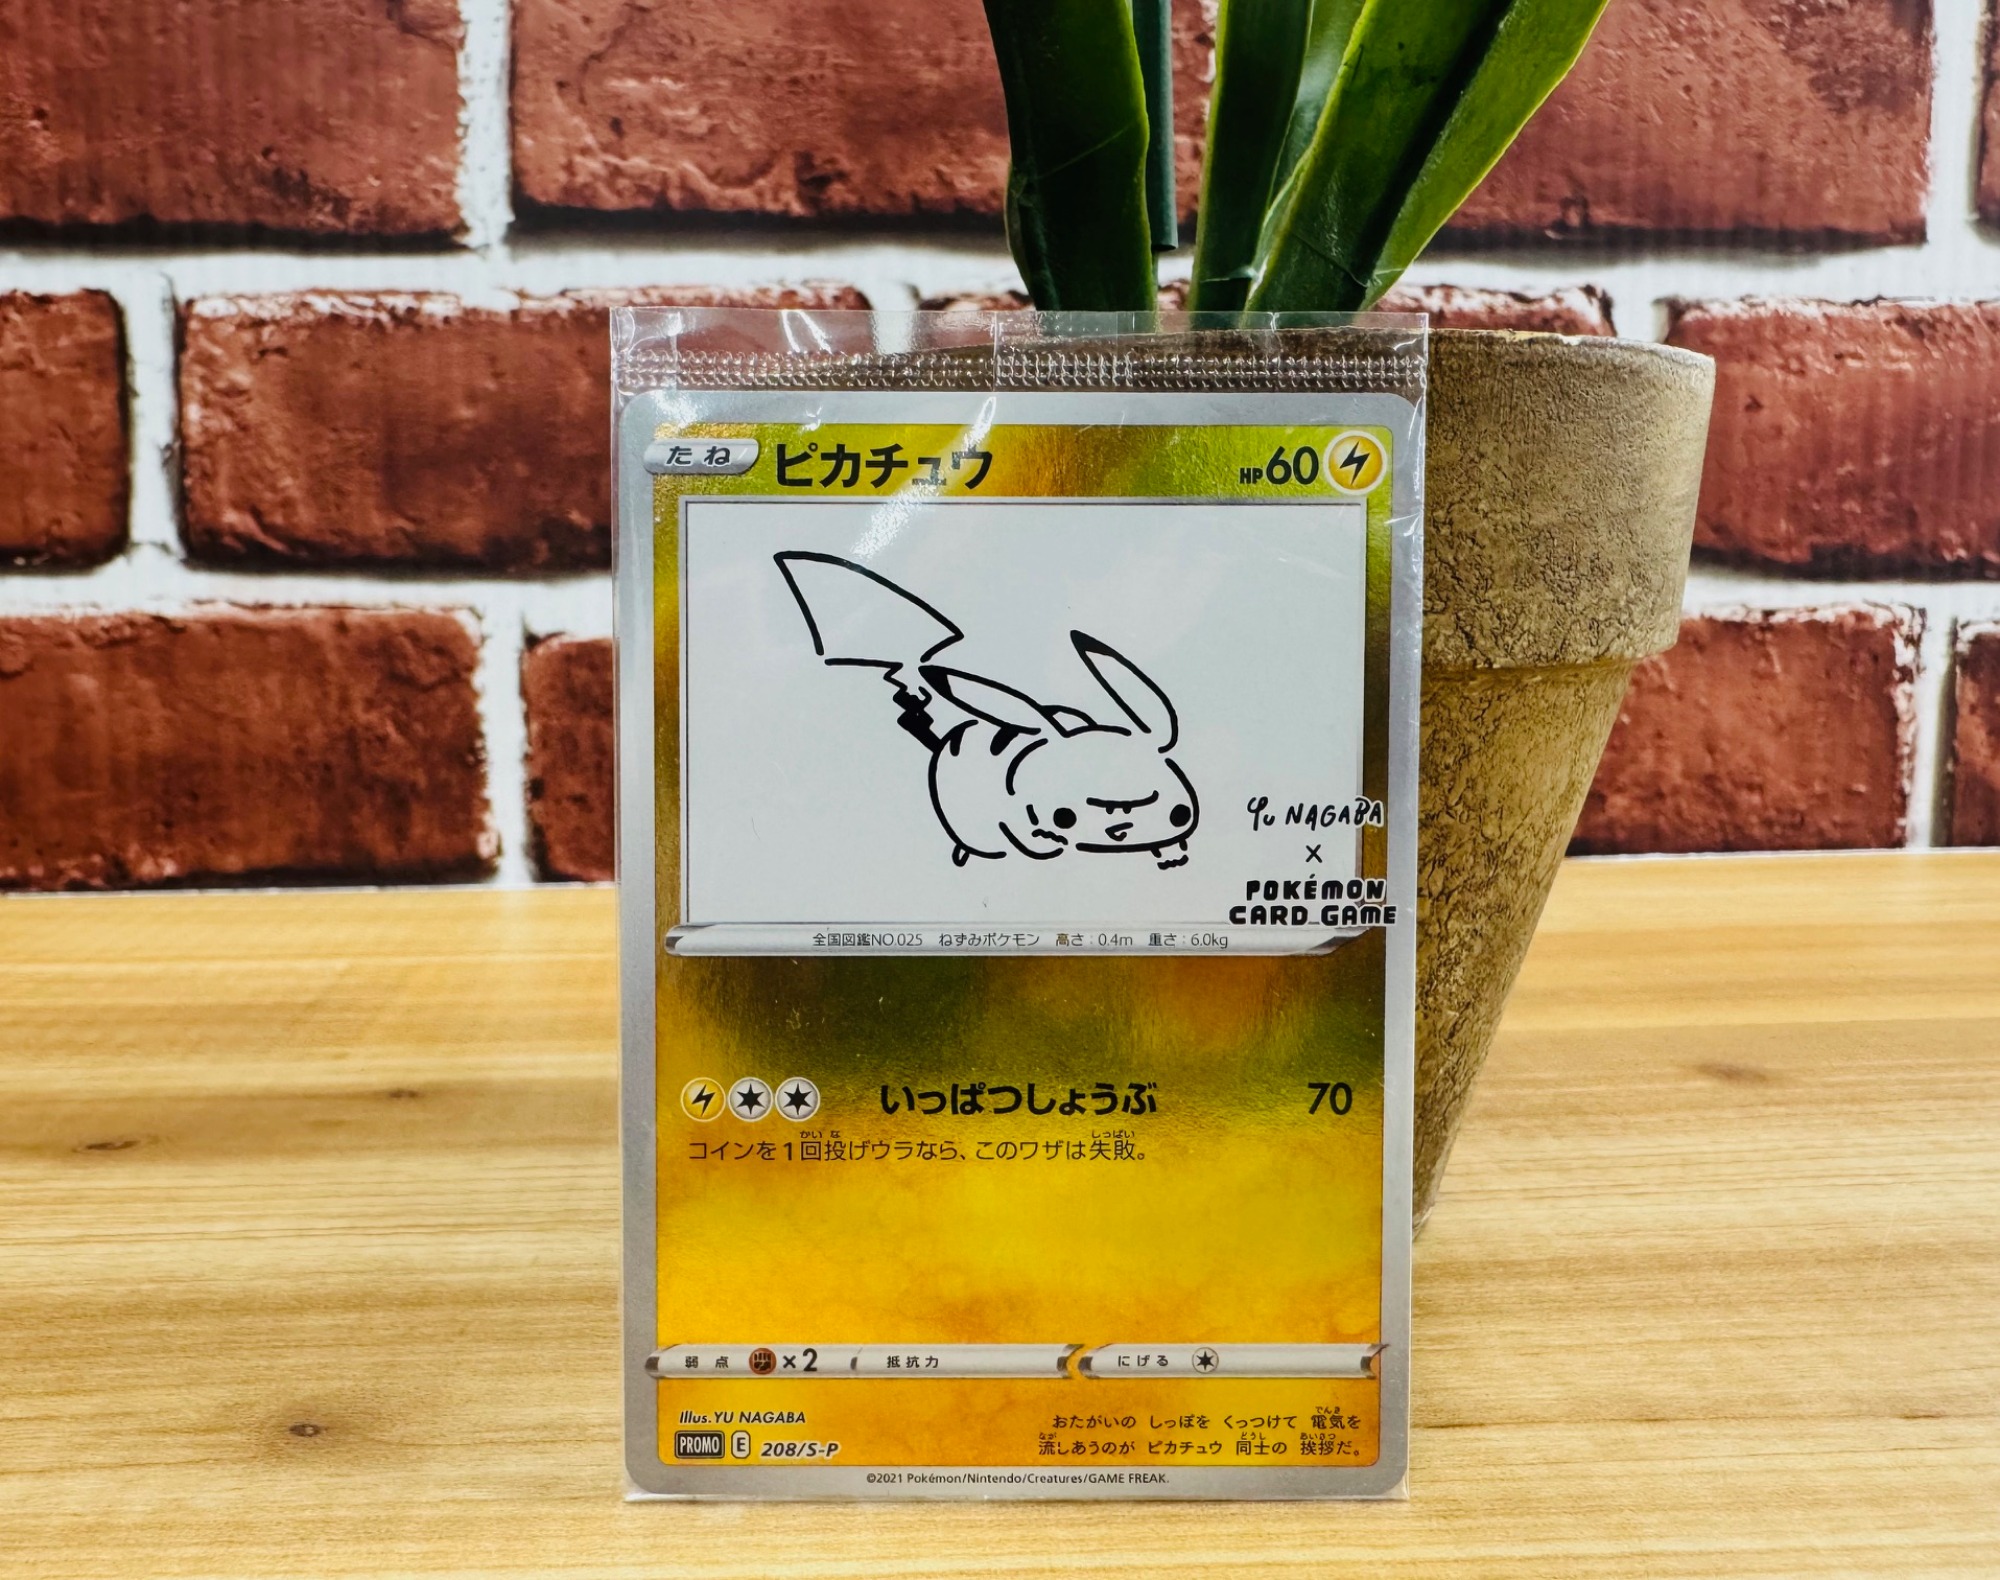 たね ピカチュウ HP60
Yu NAGABA
×
POKÉMON
CARD GAME
全国図鑑NO.025 ねずみポケモン 高さ：0.4m 重さ：6.0kg
いっぱつしょうぶ 70
コインを1回投げウラなら、このワザは失敗。
弱点 ×2 抵抗力 にげる
Illus.YU NAGABA
PROMO E 208/S-P
おたがいの しっぽを くっつけて 電気を
流しあうのが ピカチュウ 同士の 挨拶だ。
©2021 Pokémon/Nintendo/Creatures/GAME FREAK.